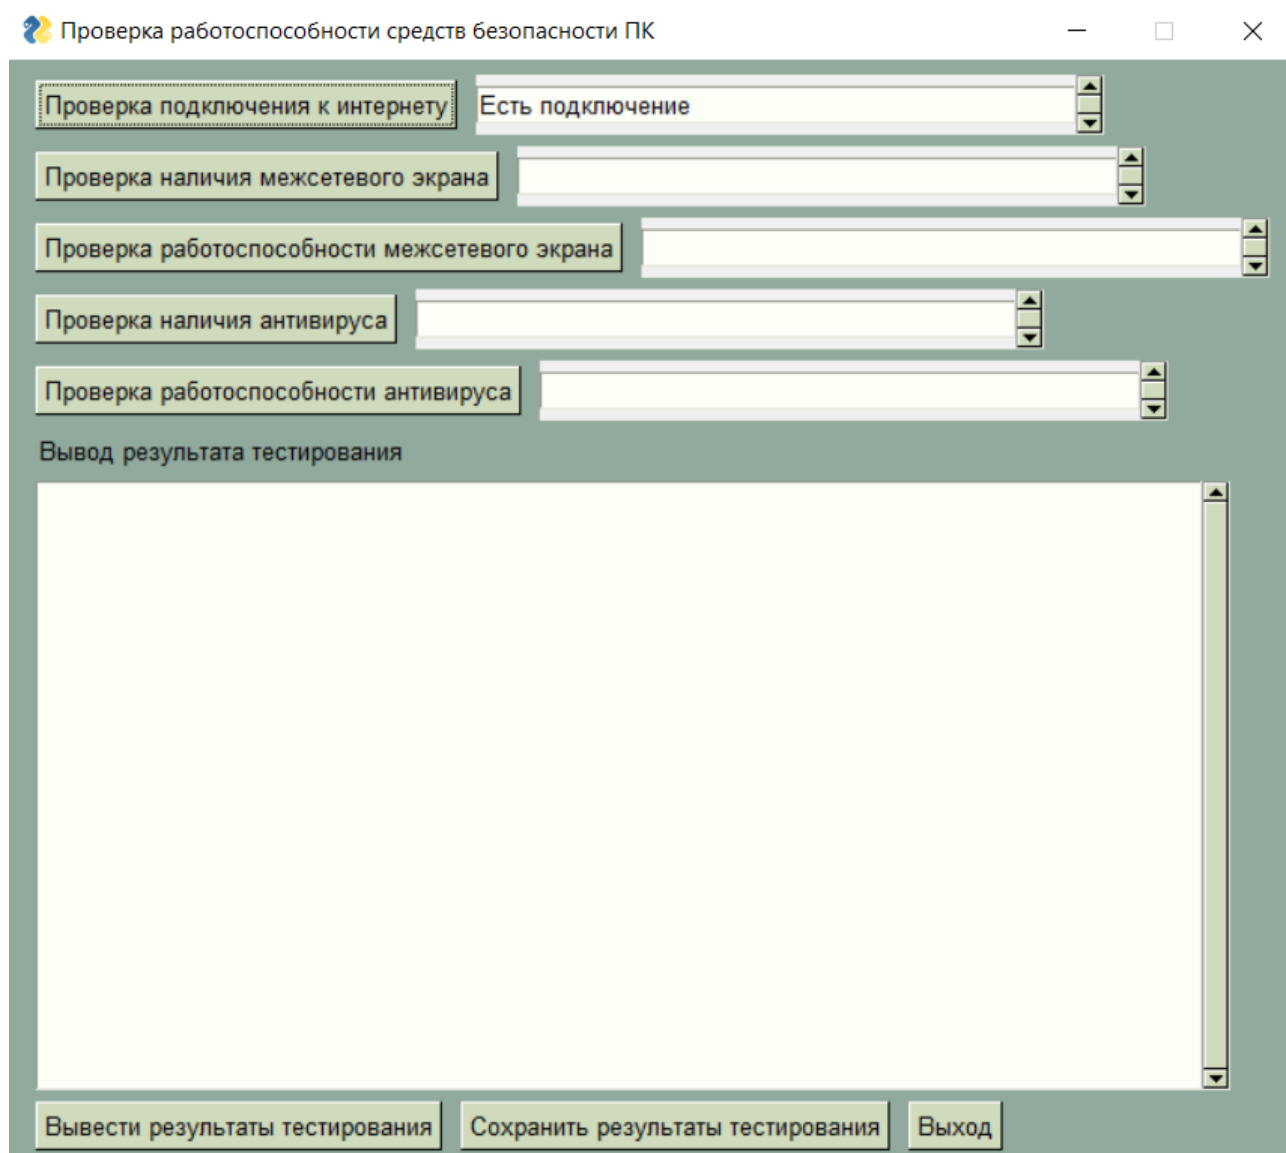 Проверка работоспособности средств безопасности ПК
Проверка подключения к интернету Есть подключение
Проверка наличия межсетевого экрана
Проверка работоспособности межсетевого экрана
Проверка наличия антивируса
Проверка работоспособности антивируса
Вывод результата тестирования
Вывести результаты тестирования Сохранить результаты тестирования Выход